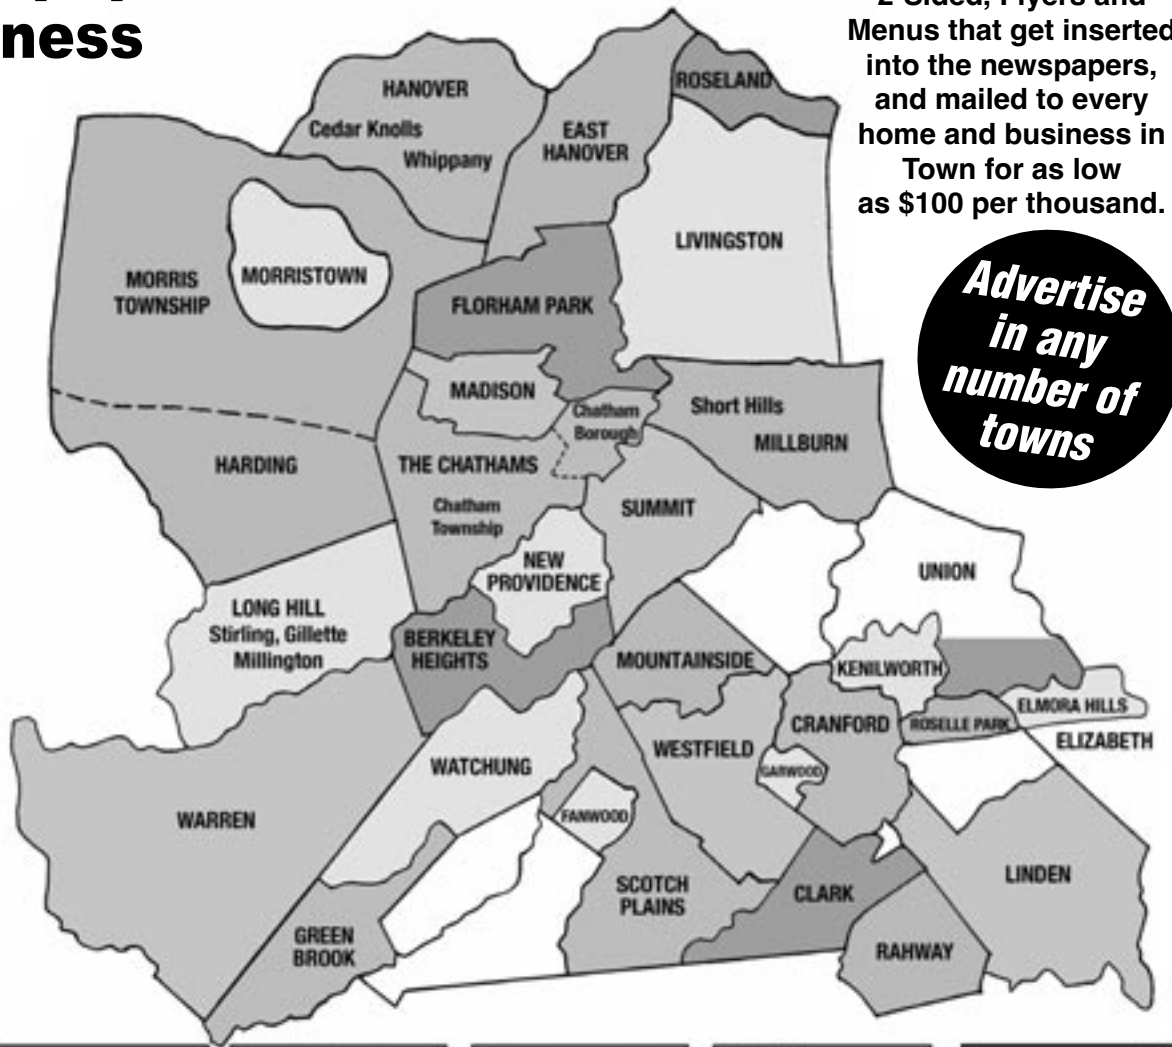 ness
2-Sided, Flyers and
Menus that get inserted
into the newspapers,
and mailed to every
home and business in
Town for as low
as $100 per thousand.
Advertise
in any
number of
towns
HANOVER
Cedar Knolls
Whippany
EAST
HANOVER
ROSELAND
LIVINGSTON
MORRIS
TOWNSHIP
MORRISTOWN
FLORHAM PARK
MADISON
Chatham
Borough
Short Hills
MILLBURN
HARDING
THE CHATHAMS
Chatham
Township
SUMMIT
NEW
PROVIDENCE
UNION
LONG HILL
Stirling, Gillette
Millington
BERKELEY
HEIGHTS
MOUNTAINSIDE
KENILWORTH
ELMORA HILLS
ROSELLE PARK
ELIZABETH
CRANFORD
WESTFIELD
GARWOOD
WATCHUNG
WARREN
FANWOOD
SCOTCH
PLAINS
CLARK
LINDEN
GREEN
BROOK
RAHWAY